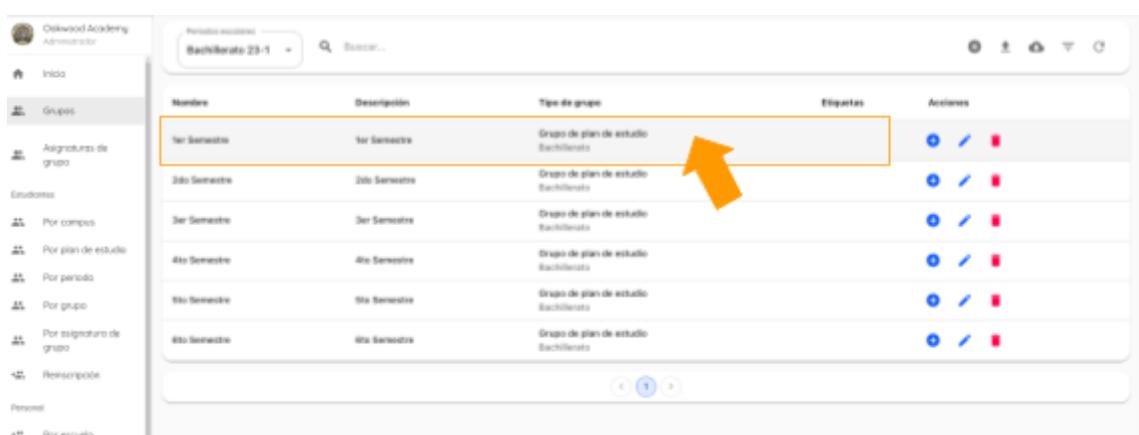 Oakwood Academy
Administrador
Inicio
Grupos
Asignaturas de
grupo
Estudiantes
Por campus
Por plan de estudio
Por periodo
Por grupo
Por asignatura de
grupo
Reinscripción
Personal
Por escuela
Periodos escolares
Bachillerato 23-1
Buscar...
Nombre Descripción Tipo de grupo Etiquetas Acciones
1er Semestre 1er Semestre Grupo de plan de estudio
Bachillerato
2do Semestre 2do Semestre Grupo de plan de estudio
Bachillerato
3er Semestre 3er Semestre Grupo de plan de estudio
Bachillerato
4to Semestre 4to Semestre Grupo de plan de estudio
Bachillerato
5to Semestre 5to Semestre Grupo de plan de estudio
Bachillerato
6to Semestre 6to Semestre Grupo de plan de estudio
Bachillerato
1